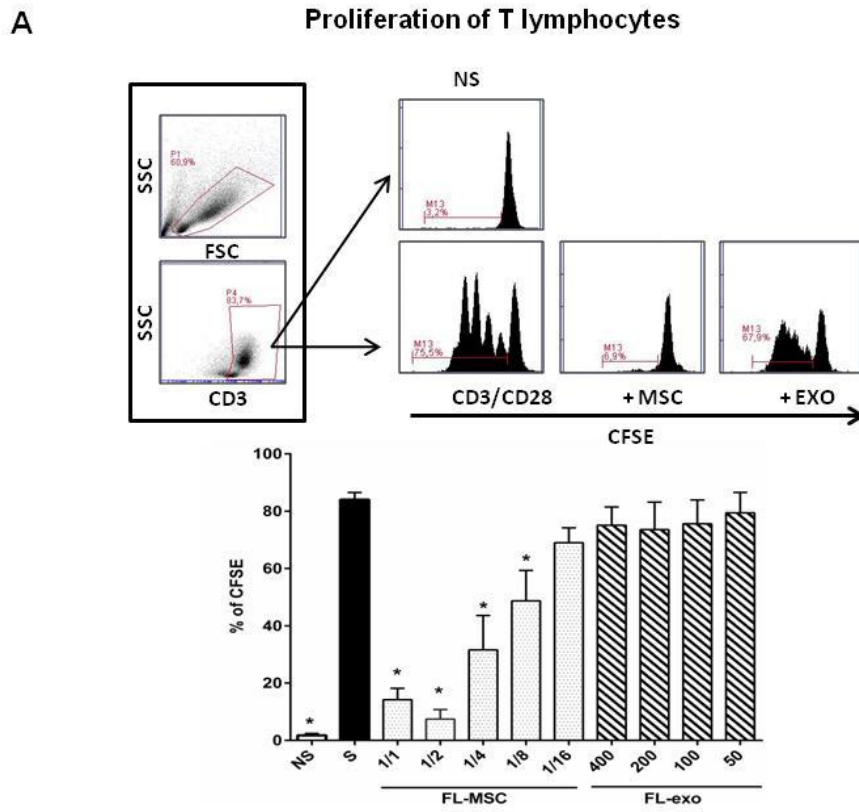 A
Proliferation of T lymphocytes
NS
SSC
P1
60,9%
FSC
M13
3,2%
SSC
P4
83,7%
CD3
M13
75,5%
M13
6,9%
M13
67,9%
CD3/CD28
+ MSC
+ EXO
CFSE
% of CFSE
100
80
60
40
20
0
*
*
*
*
*
NS
S
1/1
1/2
1/4
1/8
1/16
400
200
100
50
FL-MSC
FL-exo